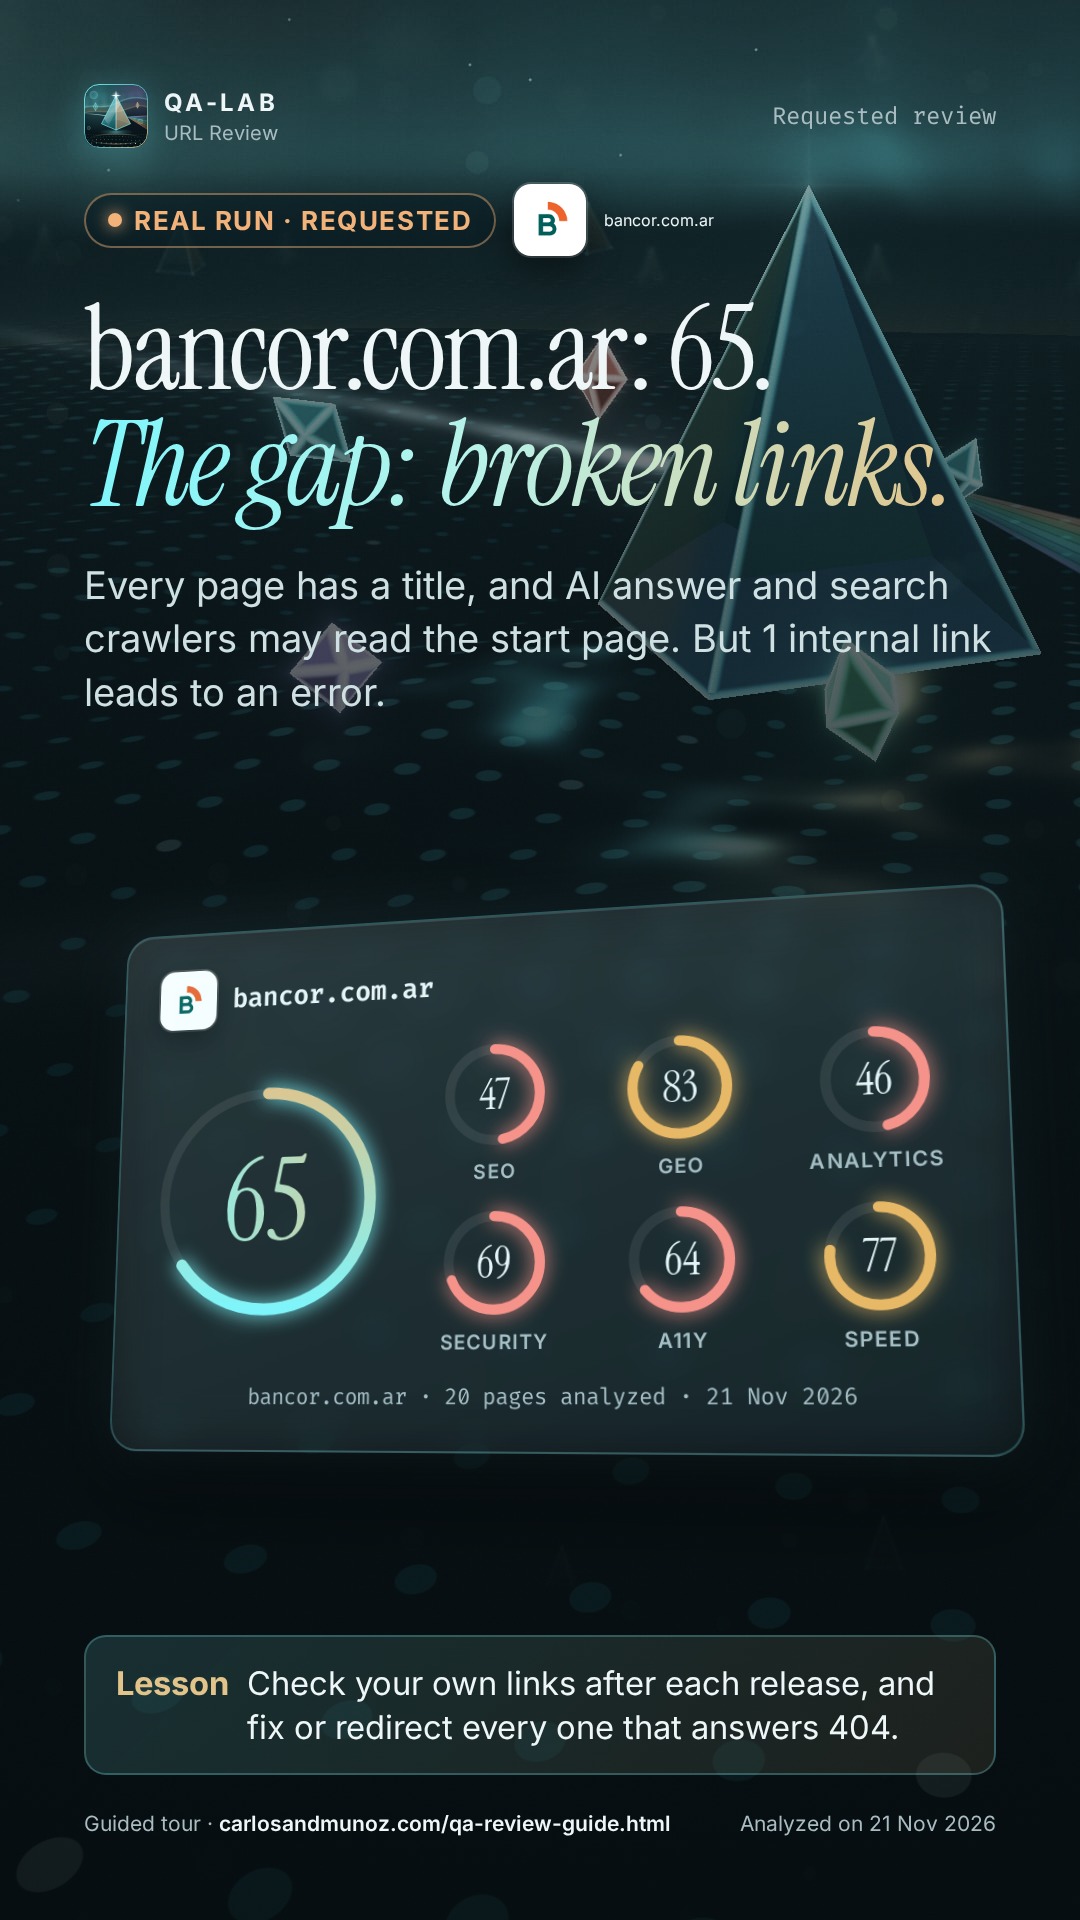 QA-LAB
URL Review
Requested review
REAL RUN · REQUESTED
B
bancor.com.ar
bancor.com.ar: 65.
The gap: broken links.
Every page has a title, and AI answer and search
crawlers may read the start page. But 1 internal link
leads to an error.
B
bancor.com.ar
65
47
SEO
83
GEO
46
ANALYTICS
69
SECURITY
64
A11Y
77
SPEED
bancor.com.ar · 20 pages analyzed · 21 Nov 2026
Lesson Check your own links after each release, and
fix or redirect every one that answers 404.
Guided tour · carlosandmunoz.com/qa-review-guide.html
Analyzed on 21 Nov 2026